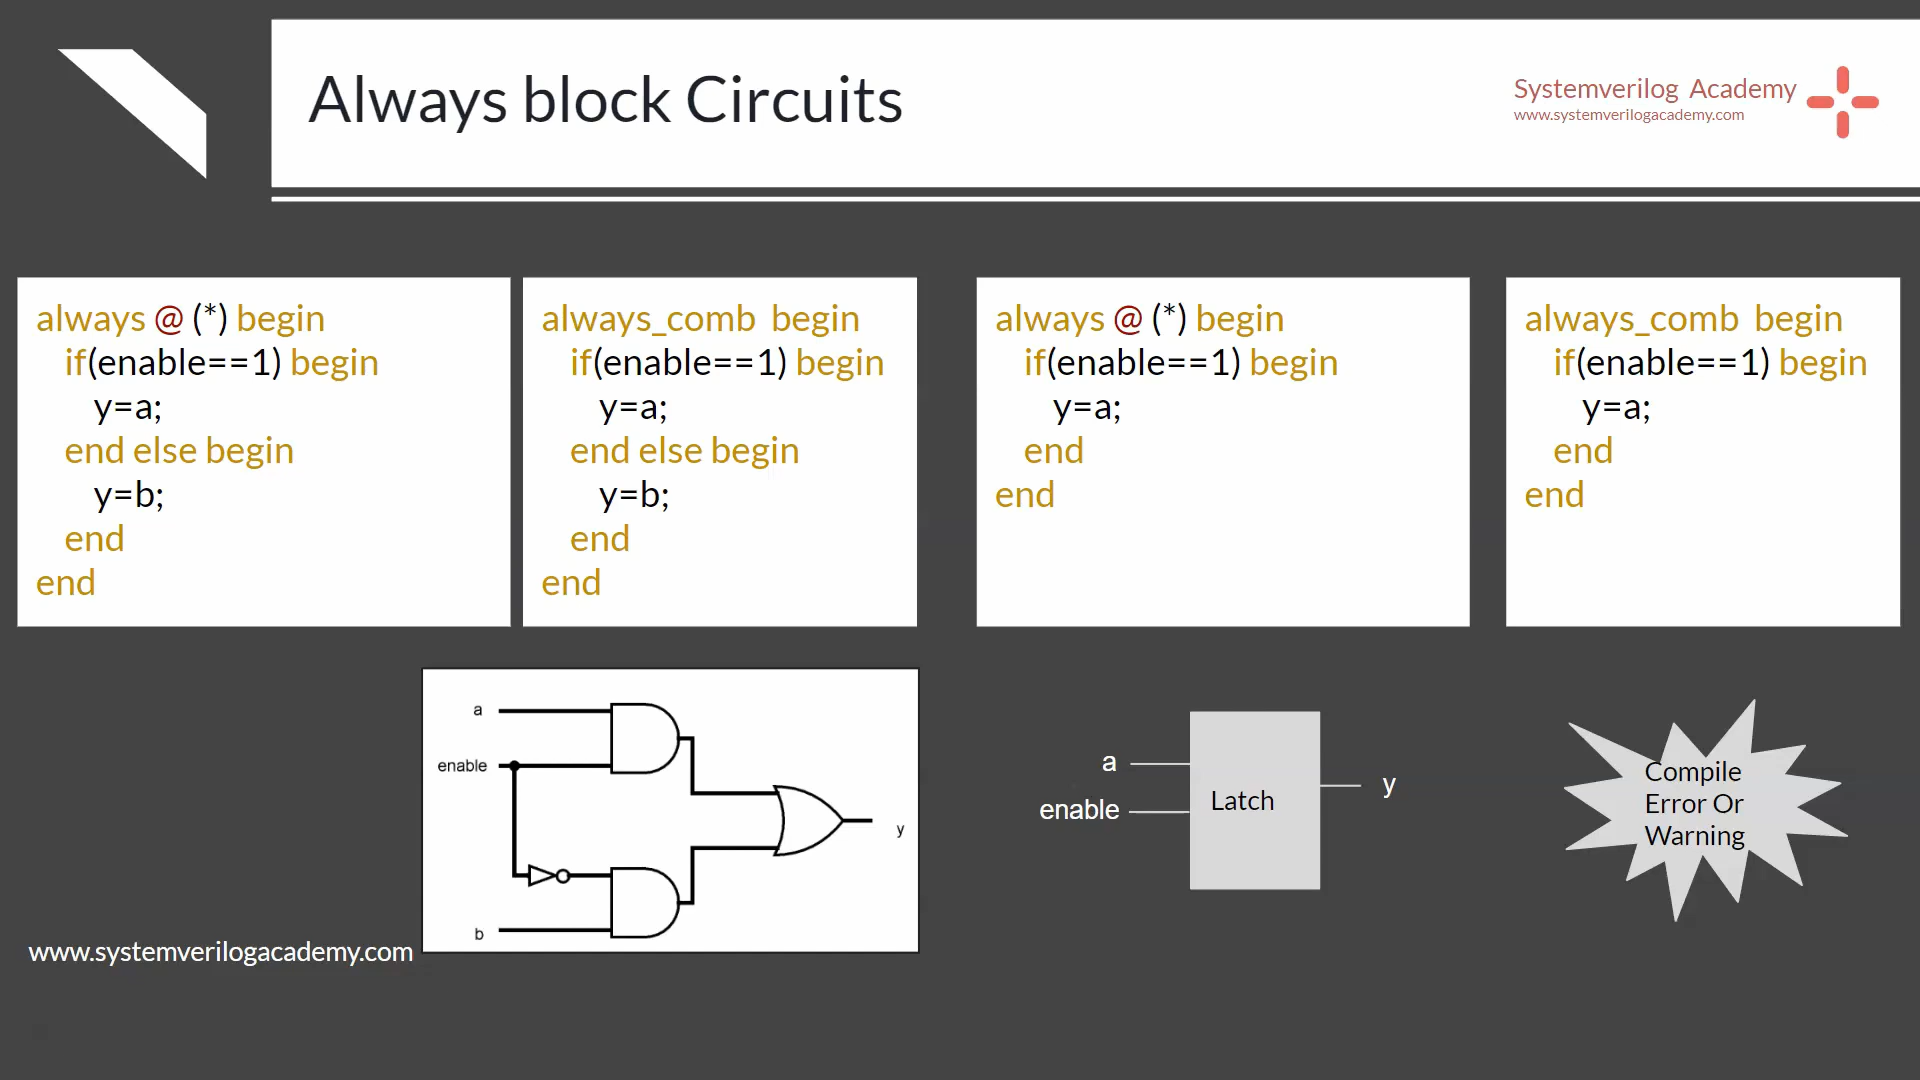 Always block Circuits
Systemverilog Academy
www.systemverilogacademy.com
always @ (*) begin
if(enable==1) begin
y=a;
end else begin
y=b;
end
end
always_comb begin
if(enable==1) begin
y=a;
end else begin
y=b;
end
end
always @ (*) begin
if(enable==1) begin
y=a;
end
end
always_comb begin
if(enable==1) begin
y=a;
end
end
a
enable
b
y
a
enable
Latch
y
Compile
Error Or
Warning
www.systemverilogacademy.com